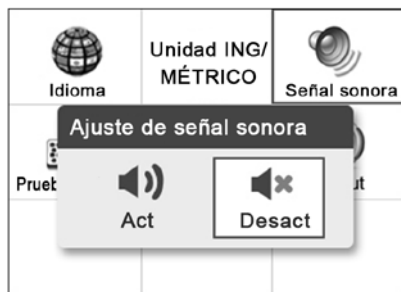 Idioma
Unidad ING/
MÉTRICO
Señal sonora
Ajuste de señal sonora
Act
Desact